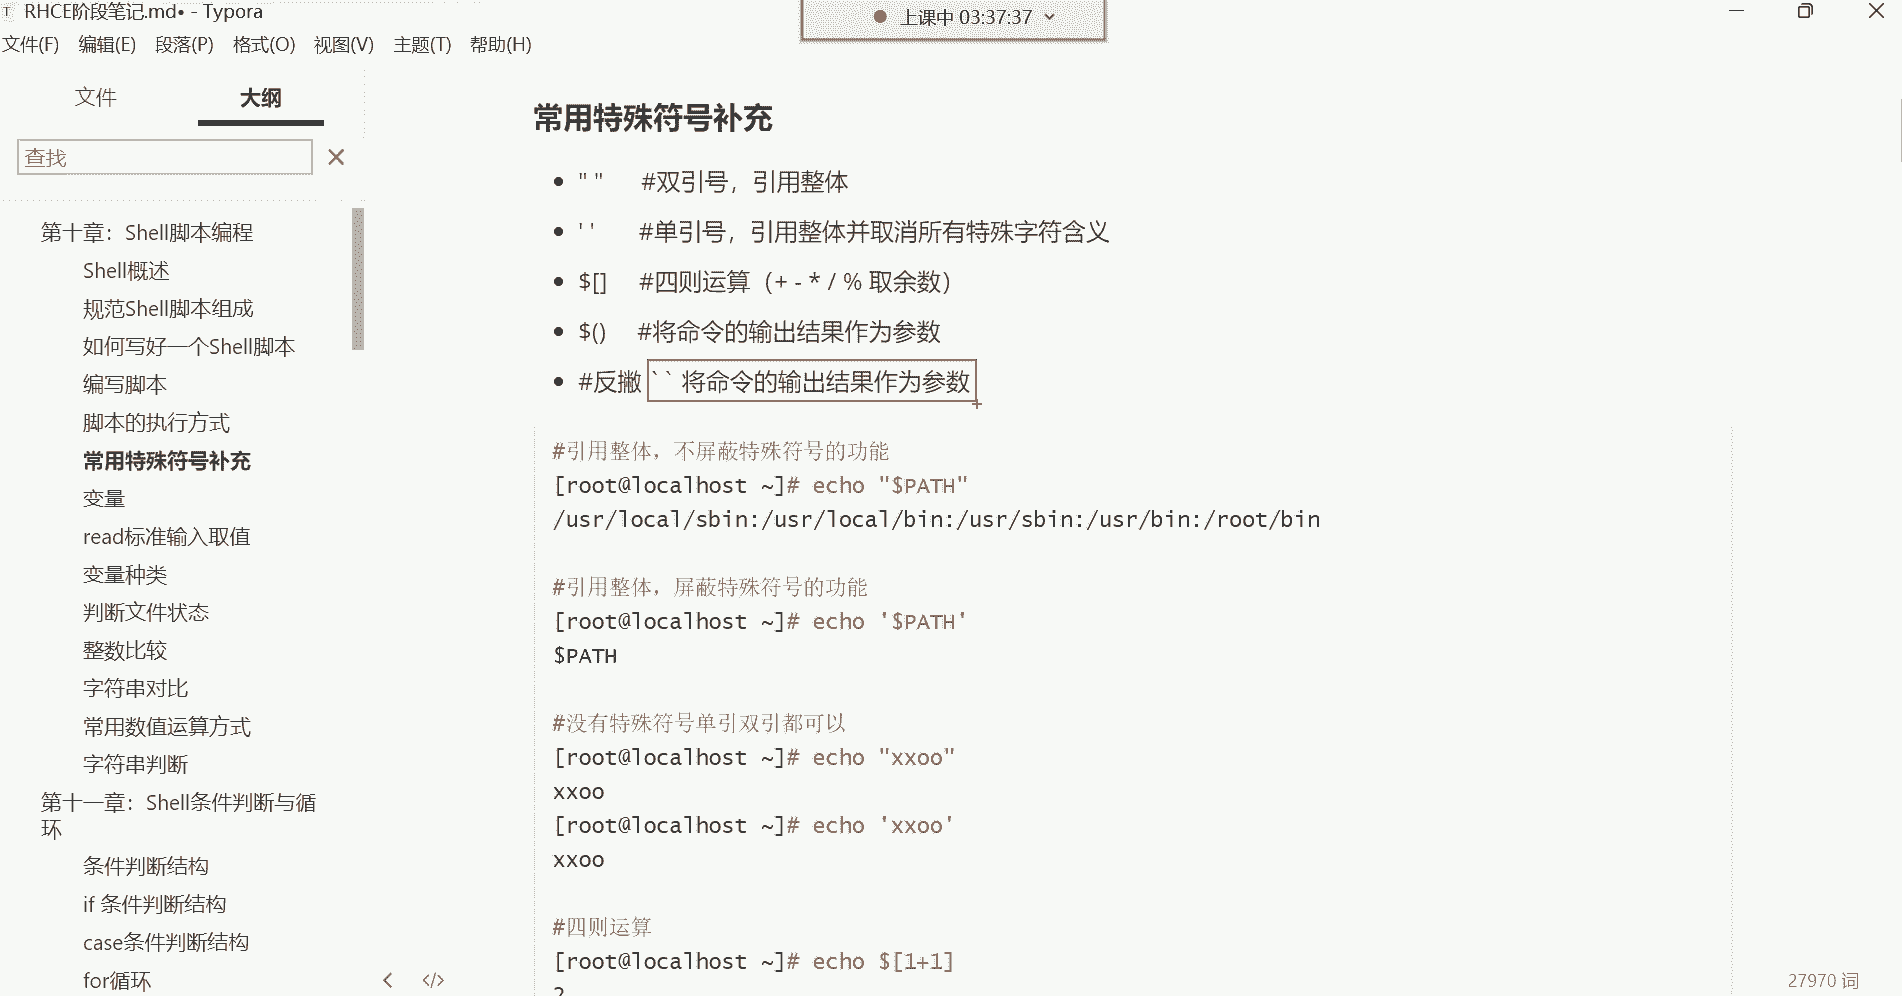 RHCE阶段笔记.md• - Typora
上课中 03:37:37
文件(F) 编辑(E) 段落(P) 格式(O) 视图(V) 主题(T) 帮助(H)
文件 大纲
查找
第十章：Shell脚本编程
Shell概述
规范Shell脚本组成
如何写好一个Shell脚本
编写脚本
脚本的执行方式
常用特殊符号补充
变量
read标准输入取值
变量种类
判断文件状态
整数比较
字符串对比
常用数值运算方式
字符串判断
第十一章：Shell条件判断与循
环
条件判断结构
if 条件判断结构
case条件判断结构
for循环
常用特殊符号补充
• " " #双引号，引用整体
• ' ' #单引号，引用整体并取消所有特殊字符含义
• $[] #四则运算（+ - * / % 取余数）
• $() #将命令的输出结果作为参数
• #反撇 ` ` 将命令的输出结果作为参数
#引用整体，不屏蔽特殊符号的功能
[root@localhost ~]# echo "$PATH"
/usr/local/sbin:/usr/local/bin:/usr/sbin:/usr/bin:/root/bin
#引用整体，屏蔽特殊符号的功能
[root@localhost ~]# echo '$PATH'
$PATH
#没有特殊符号单引双引都可以
[root@localhost ~]# echo "xxoo"
xxoo
[root@localhost ~]# echo 'xxoo'
xxoo
#四则运算
[root@localhost ~]# echo $[1+1]
2
27970 词